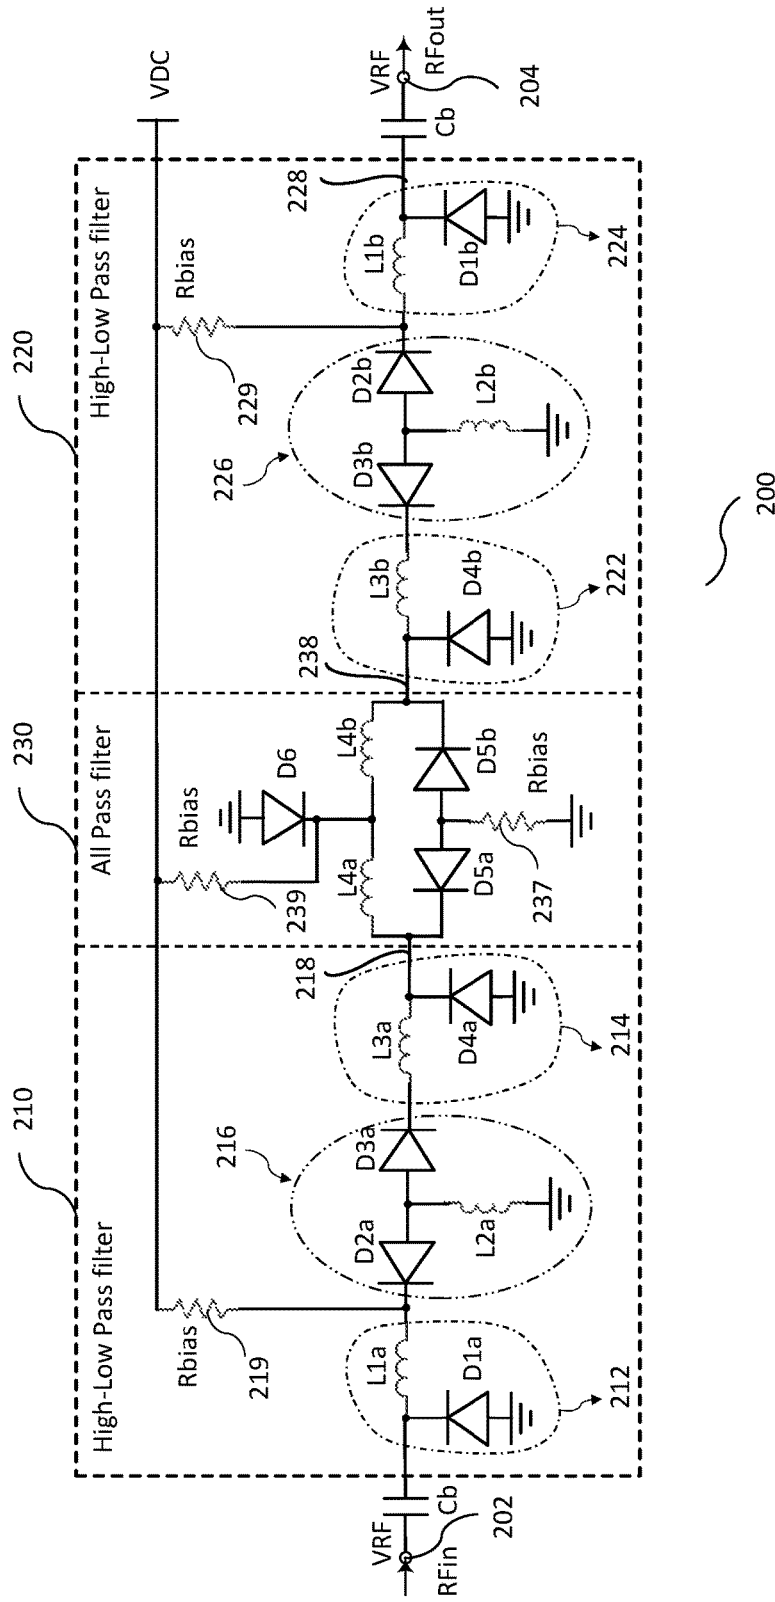 210
230
220
High-Low Pass filter
All Pass filter
High-Low Pass filter
VDC
Rbias
219
Rbias
239
Rbias
229
216
218
D6
238
226
228
VRF
Cb
RFin
202
L1a
D1a
212
D2a
L2a
D3a
L3a
D4a
214
L4a
L4b
D5a
D5b
237
Rbias
L3b
D4b
222
D3b
D2b
L2b
L1b
D1b
224
Cb
VRF
RFout
204
200